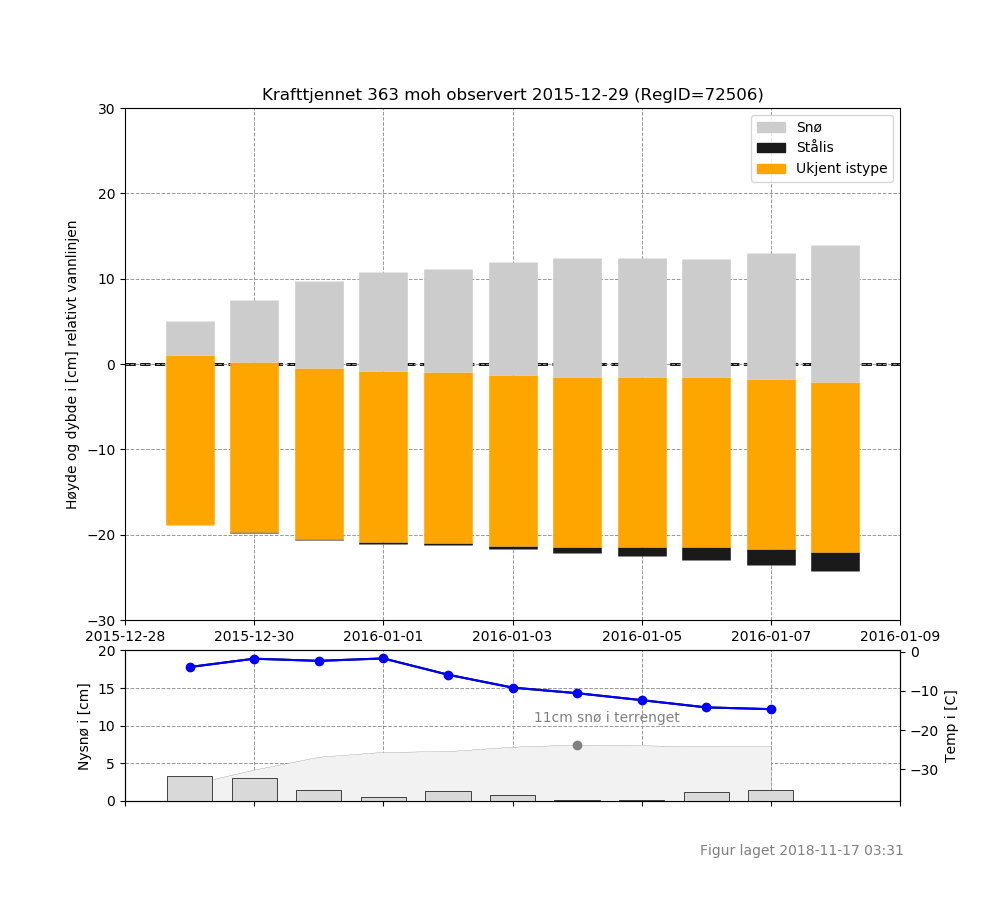 Krafttjennet 363 moh observert 2015-12-29 (RegID=72506)
30
20
10
0
−10
−20
−30
Høyde og dybde i [cm] relativt vannlinjen
Snø
Stålis
Ukjent istype
2015-12-28 2015-12-30 2016-01-01 2016-01-03 2016-01-05 2016-01-07 2016-01-09
20
15
10
5
0
Nysnø i [cm]
11cm snø i terrenget
0
−10
−20
−30
Temp i [C]
Figur laget 2018-11-17 03:31